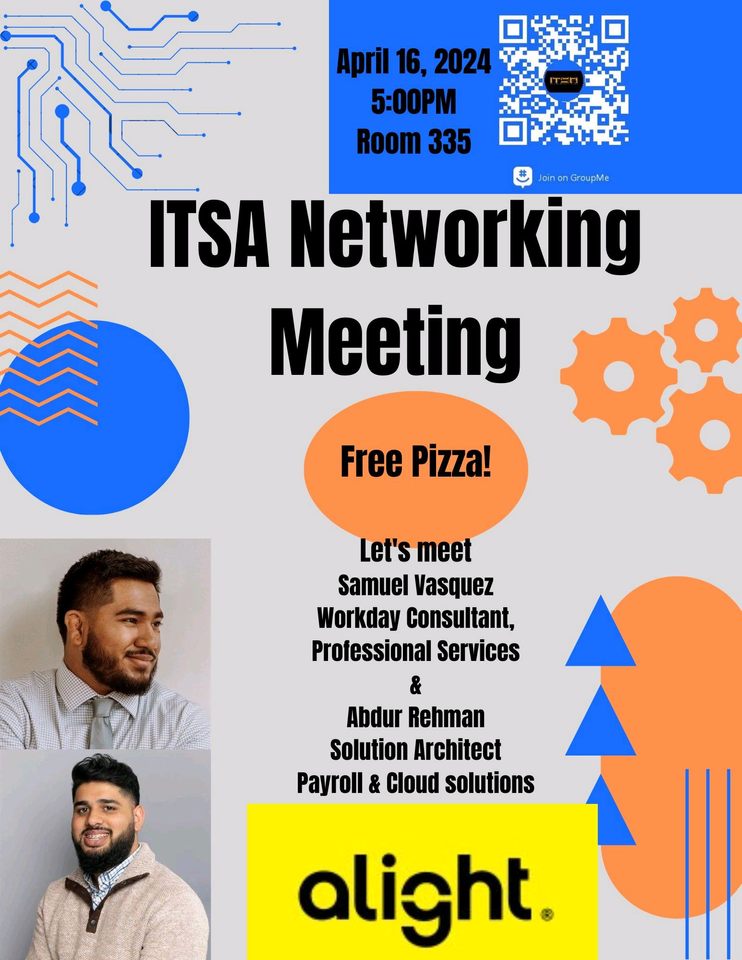 April 16, 2024
5:00PM
Room 335
ITSA
Join on GroupMe
ITSA Networking
Meeting
Free Pizza!
Let's meet
Samuel Vasquez
Workday Consultant,
Professional Services
&
Abdur Rehman
Solution Architect
Payroll & Cloud solutions
alight.®